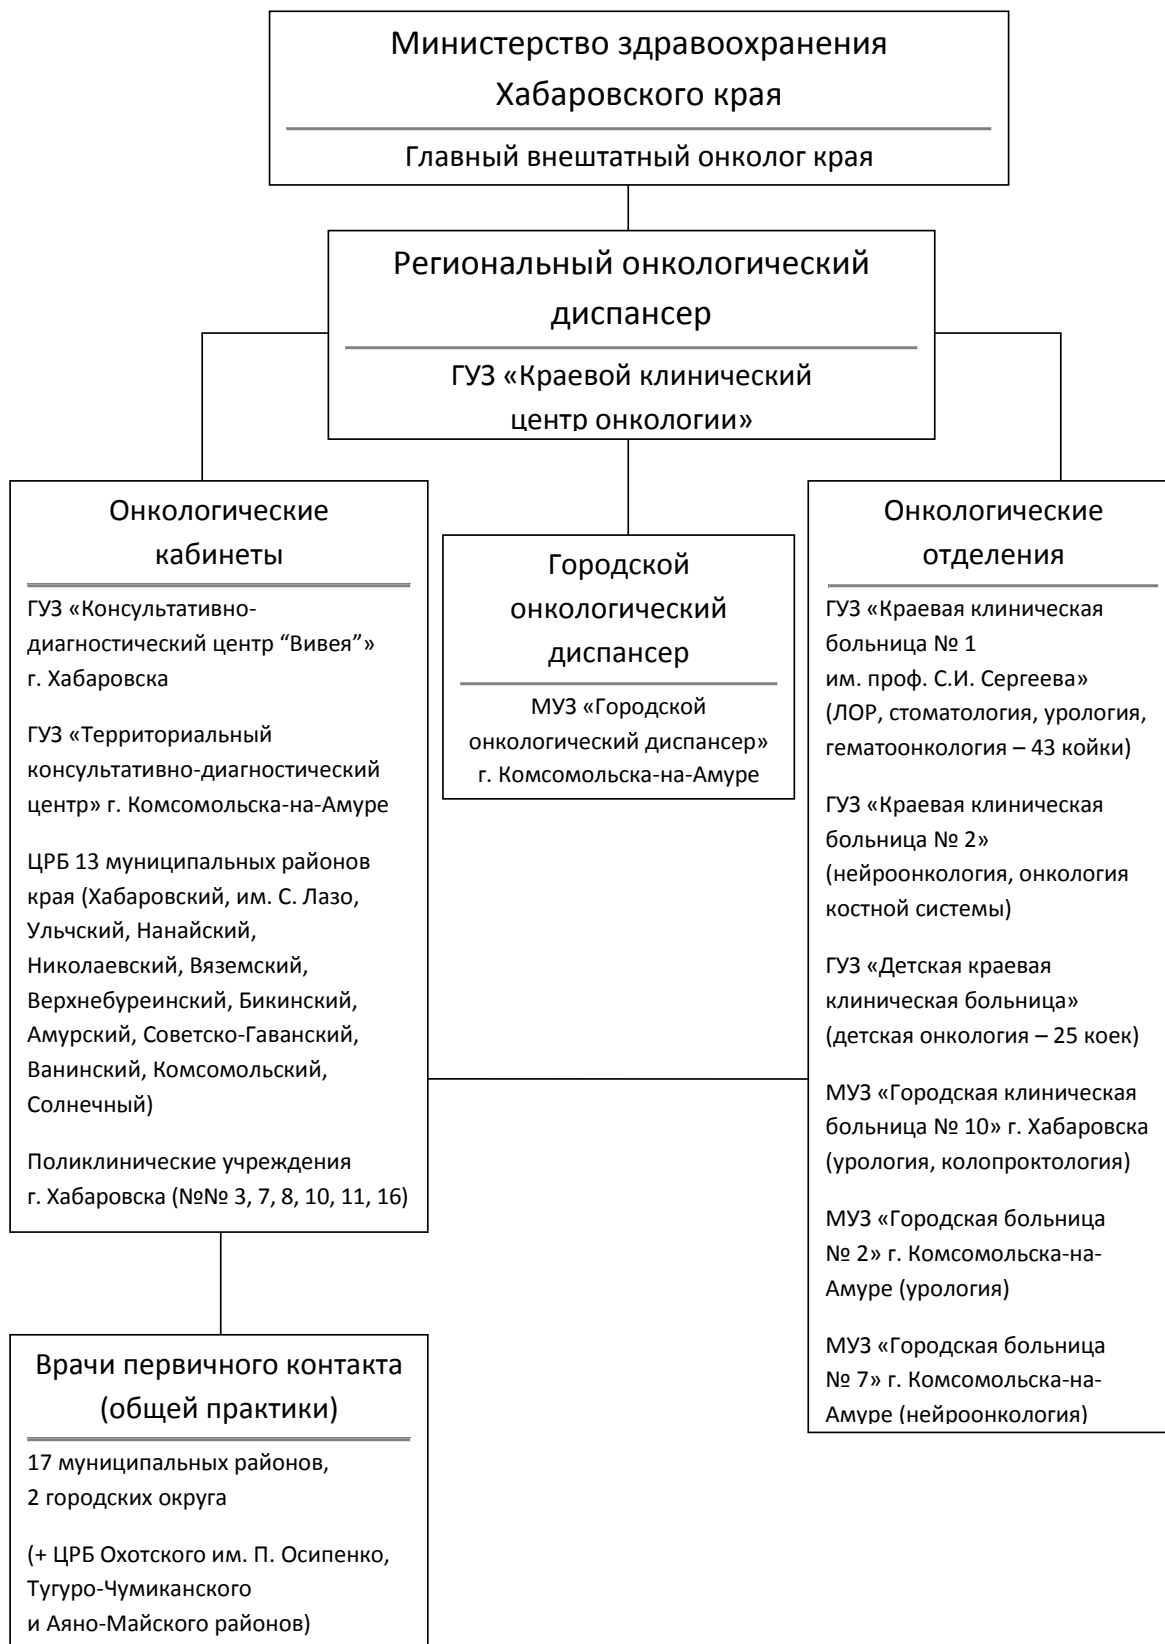 Министерство здравоохранения
Хабаровского края
Главный внештатный онколог края
Региональный онкологический
диспансер
ГУЗ «Краевой клинический
центр онкологии»
Онкологические
кабинеты
ГУЗ «Консультативно-
диагностический центр “Вивея”»
г. Хабаровска
ГУЗ «Территориальный
консультативно-диагностический
центр» г. Комсомольска-на-Амуре
ЦРБ 13 муниципальных районов
края (Хабаровский, им. С. Лазо,
Ульчский, Нанайский,
Николаевский, Вяземский,
Верхнебуреинский, Бикинский,
Амурский, Советско-Гаванский,
Ванинский, Комсомольский,
Солнечный)
Поликлинические учреждения
г. Хабаровска (№№ 3, 7, 8, 10, 11, 16)
Городской
онкологический
диспансер
МУЗ «Городской
онкологический диспансер»
г. Комсомольска-на-Амуре
Онкологические
отделения
ГУЗ «Краевая клиническая
больница № 1
им. проф. С.И. Сергеева»
(ЛОР, стоматология, урология,
гематоонкология – 43 койки)
ГУЗ «Краевая клиническая
больница № 2»
(нейроонкология, онкология
костной системы)
ГУЗ «Детская краевая
клиническая больница»
(детская онкология – 25 коек)
МУЗ «Городская клиническая
больница № 10» г. Хабаровска
(урология, колопроктология)
МУЗ «Городская больница
№ 2» г. Комсомольска-на-
Амуре (урология)
МУЗ «Городская больница
№ 7» г. Комсомольска-на-
Амуре (нейроонкология)
Врачи первичного контакта
(общей практики)
17 муниципальных районов,
2 городских округа
(+ ЦРБ Охотского им. П. Осипенко,
Тугуро-Чумиканского
и Аяно-Майского районов)